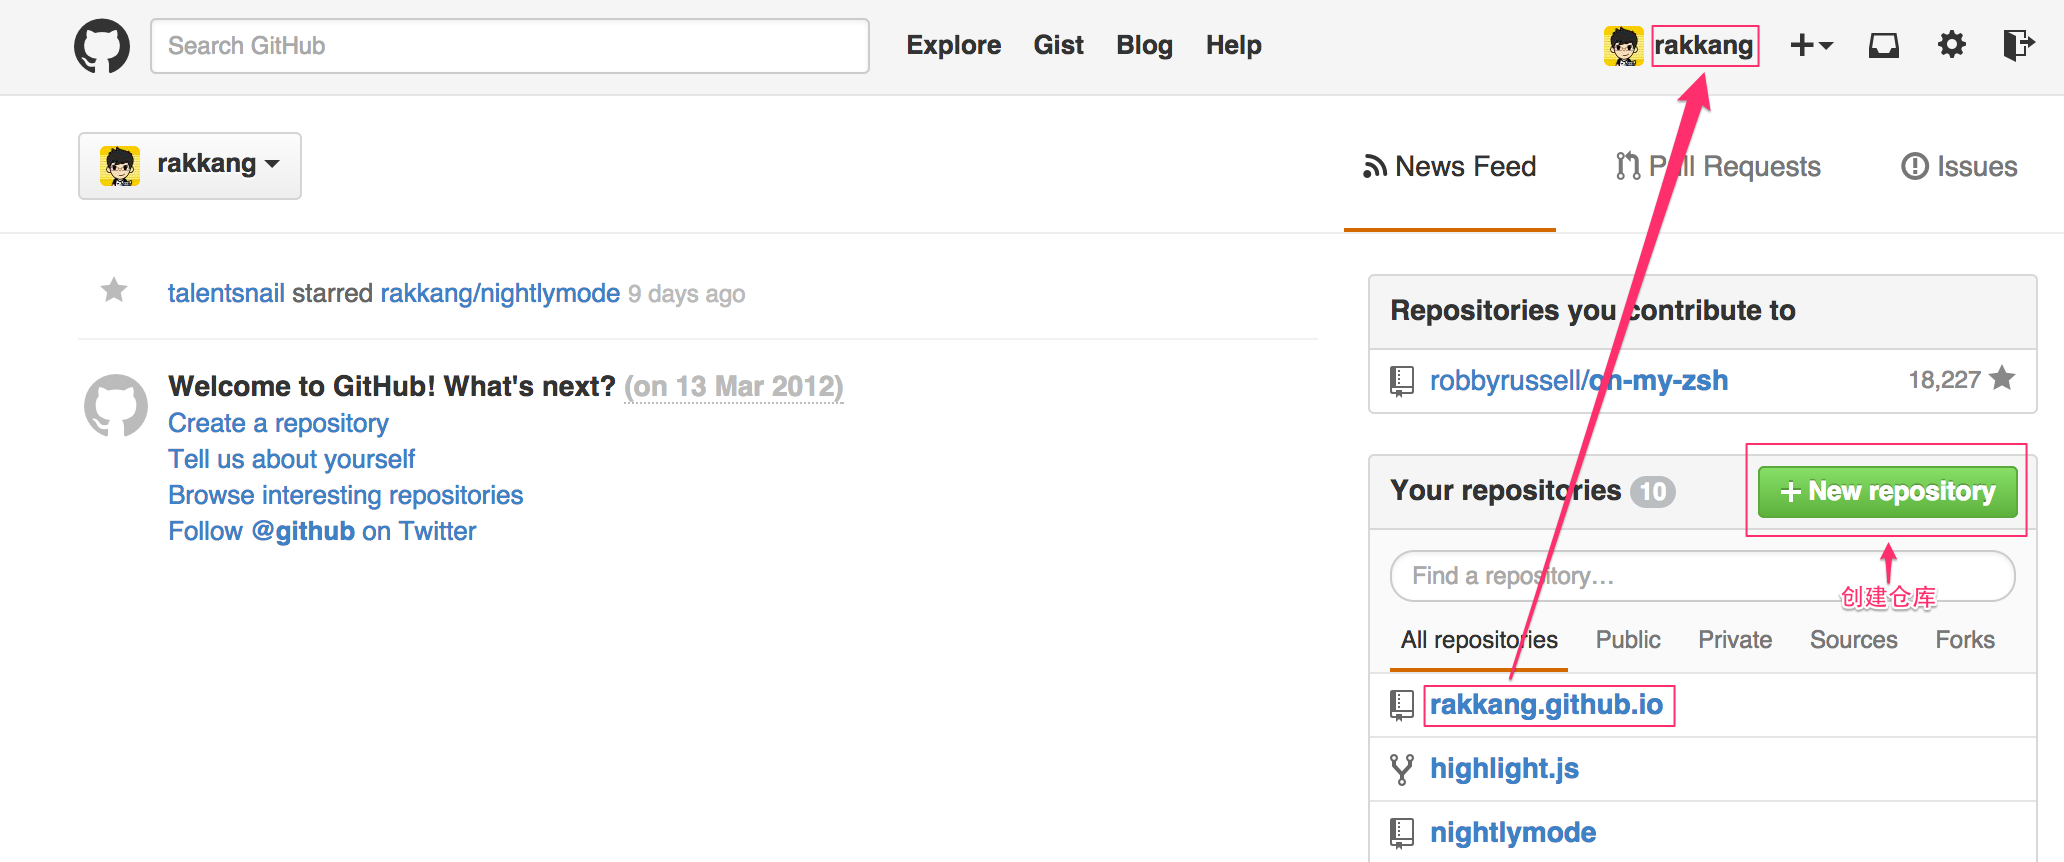 Search GitHub
Explore Gist Blog Help
rakkang
rakkang
News Feed Pull Requests Issues
talentsnail starred rakkang/nightlymode 9 days ago
Welcome to GitHub! What's next? (on 13 Mar 2012)
Create a repository
Tell us about yourself
Browse interesting repositories
Follow @github on Twitter
Repositories you contribute to
robbyrussell/oh-my-zsh 18,227
Your repositories 10
+ New repository
Find a repository…
创建仓库
All repositories Public Private Sources Forks
rakkang.github.io
highlight.js
nightlymode